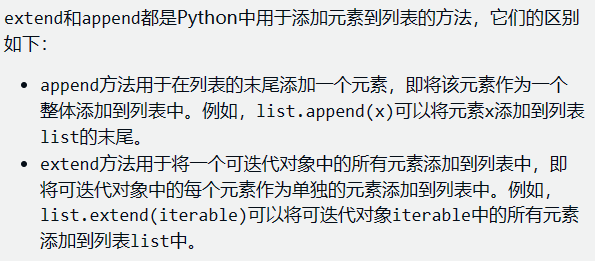 extend和append都是Python中用于添加元素到列表的方法，它们的区别
如下：
• append方法用于在列表的末尾添加一个元素，即将该元素作为一个
整体添加到列表中。例如，list.append(x)可以将元素x添加到列表
list的末尾。
• extend方法用于将一个可迭代对象中的所有元素添加到列表中，即
将可迭代对象中的每个元素作为单独的元素添加到列表中。例如，
list.extend(iterable)可以将可迭代对象iterable中的所有元素
添加到列表list中。